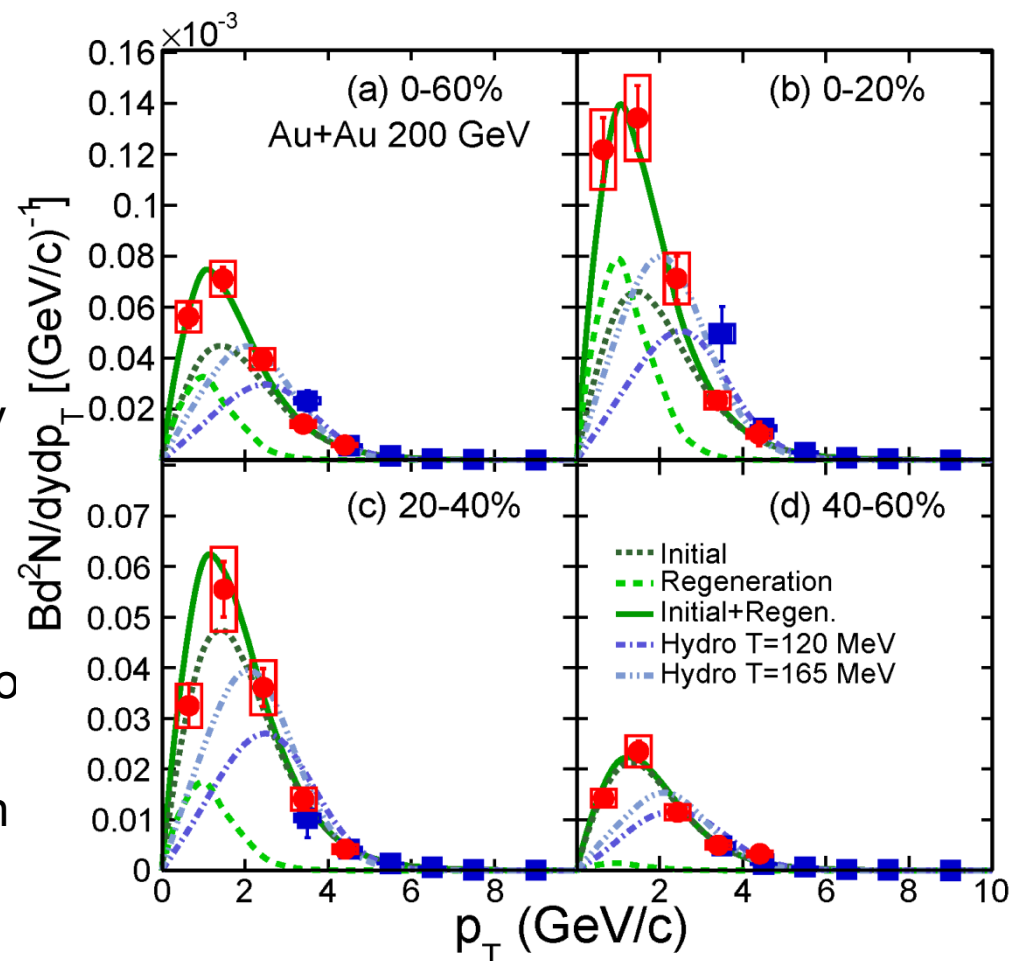 ×10⁻³
0.16
0.14
0.12
0.1
0.08
0.06
0.04
0.02
Bd²N/dydp_T [(GeV/c)⁻¹]
(a) 0-60%
Au+Au 200 GeV
(b) 0-20%
(c) 20-40%
(d) 40-60%
0.07
0.06
0.05
0.04
0.03
0.02
0.01
0
Initial
Regeneration
Initial+Regen.
Hydro T=120 MeV
Hydro T=165 MeV
0 2 4 6 8 2 4 6 8 10
p_T (GeV/c)